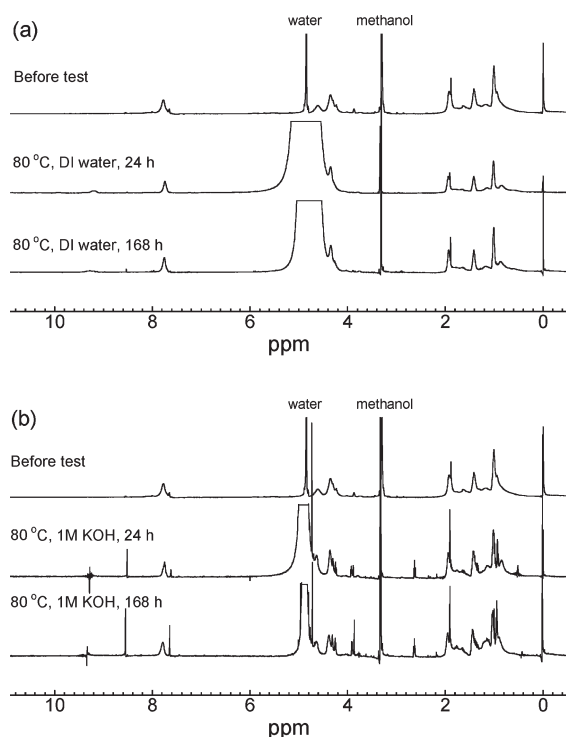 (a)
water methanol
Before test
80 °C, DI water, 24 h
80 °C, DI water, 168 h
10 8 6 4 2 0
ppm
(b)
water methanol
Before test
80 °C, 1M KOH, 24 h
80 °C, 1M KOH, 168 h
10 8 6 4 2 0
ppm